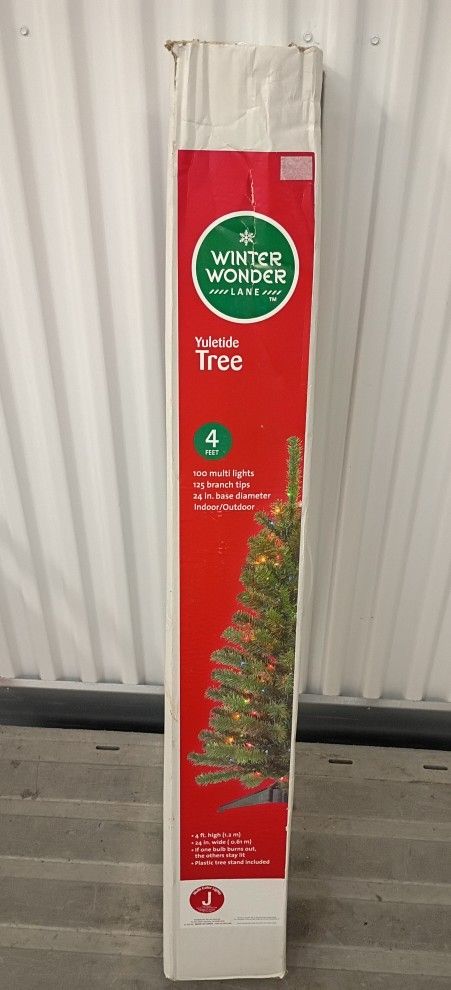 WINTER
WONDER
LANE
TM
Yuletide
Tree
4
FEET
100 multi lights
125 branch tips
24 in. base diameter
Indoor/Outdoor
• 4 ft. high (1.2 m)
• 24 in. wide ( 0.61 m)
• If one bulb burns out,
the others stay lit
• Plastic tree stand included
J